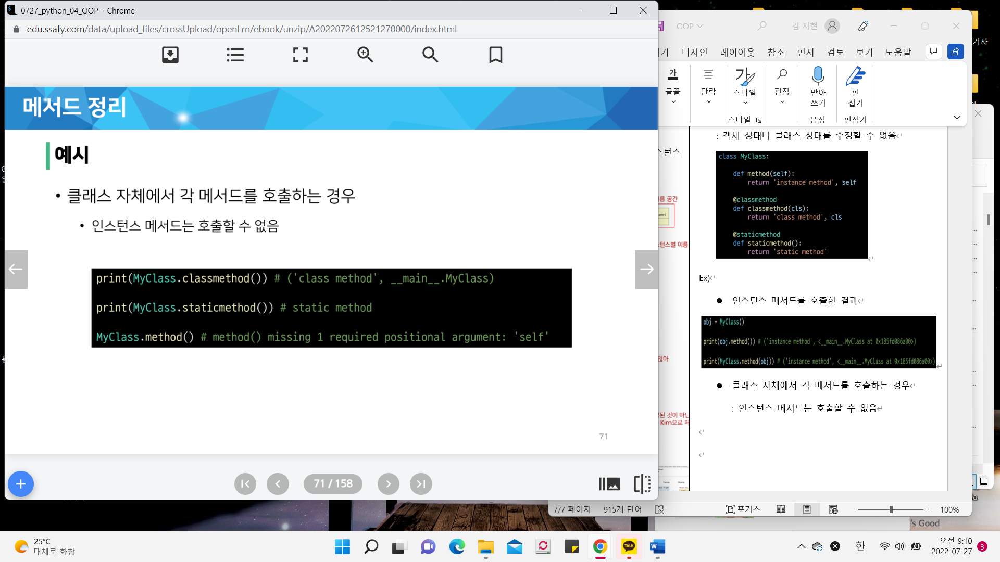 0727_python_04_OOP - Chrome
edu.ssafy.com/data/upload_files/crossUpload/openLrn/ebook/unzip/A2022072612521270000/index.html
메서드 정리
예시
• 클래스 자체에서 각 메서드를 호출하는 경우
• 인스턴스 메서드는 호출할 수 없음
print(MyClass.classmethod()) # ('class method', __main__.MyClass)
print(MyClass.staticmethod()) # static method
MyClass.method() # method() missing 1 required positional argument: 'self'
71
71 / 158
OOP
김 지현
디자인 레이아웃 참조 편지 검토 보기 도움말
가
글꼴
단락
가
스타일
편집
받아
쓰기
편
집기
스타일
음성
편집기
: 객체 상태나 클래스 상태를 수정할 수 없음
class MyClass:
def method(self):
return 'instance method', self
@classmethod
def classmethod(cls):
return 'class method', cls
@staticmethod
def staticmethod():
return 'static method'
Ex)
● 인스턴스 메서드를 호출한 결과
obj = MyClass()
print(obj.method()) # ('instance method', <__main__.MyClass at 0x185fd086a00>)
print(MyClass.method(obj)) # ('instance method', <__main__.MyClass at 0x185fd086a00>)
● 클래스 자체에서 각 메서드를 호출하는 경우
: 인스턴스 메서드는 호출할 수 없음
스턴스
름 공간
턴스별 이름
않아
된 것이 아닌
Kim으로 저
7/7 페이지
915개 단어
포커스
100%
기사
's Good
25°C
대체로 화창
TALK
W
한
오전 9:10
2022-07-27
3